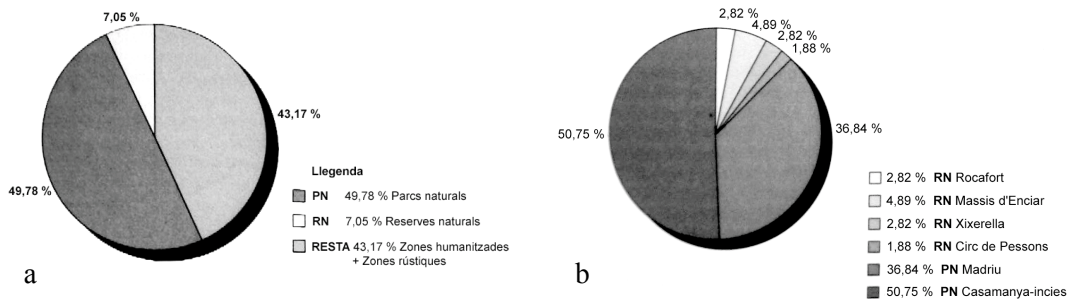 7,05 %
43,17 %
49,78 %
Llegenda
PN 49,78 % Parcs naturals
RN 7,05 % Reserves naturals
RESTA 43,17 % Zones humanitzades
+ Zones rústiques
a
2,82 %
4,89 %
2,82 %
1,88 %
36,84 %
50,75 %
2,82 % RN Rocafort
4,89 % RN Massis d'Enciar
2,82 % RN Xixerella
1,88 % RN Circ de Pessons
36,84 % PN Madriu
50,75 % PN Casamanya-incies
b